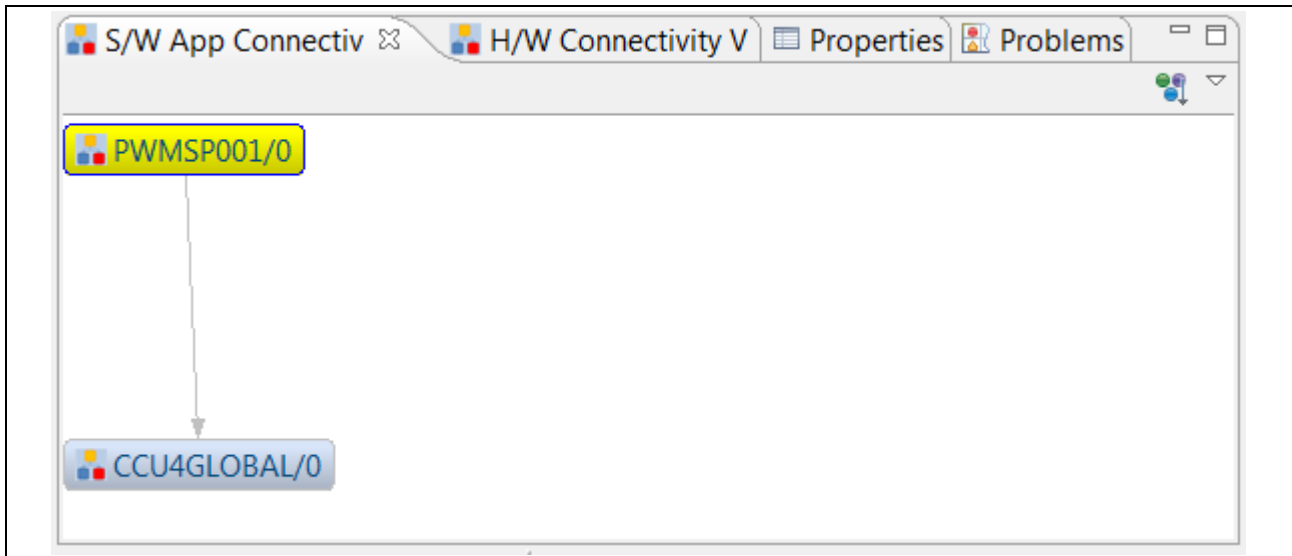 S/W App Connectiv H/W Connectivity V Properties Problems
PWMSP001/0
CCU4GLOBAL/0